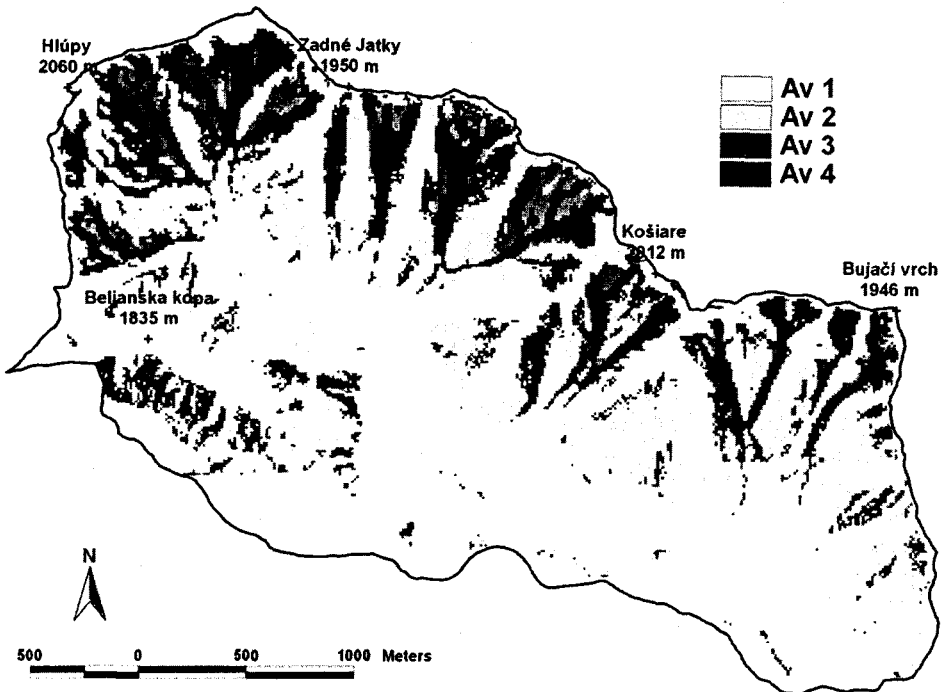 Hlúpy
2060 m
Zadné Jatky
1950 m
Av 1
Av 2
Av 3
Av 4
Košiare
m
Bujačí vrch
1946 m
Belianska kopa
1835 m
N
500 0 500 1000 Meters